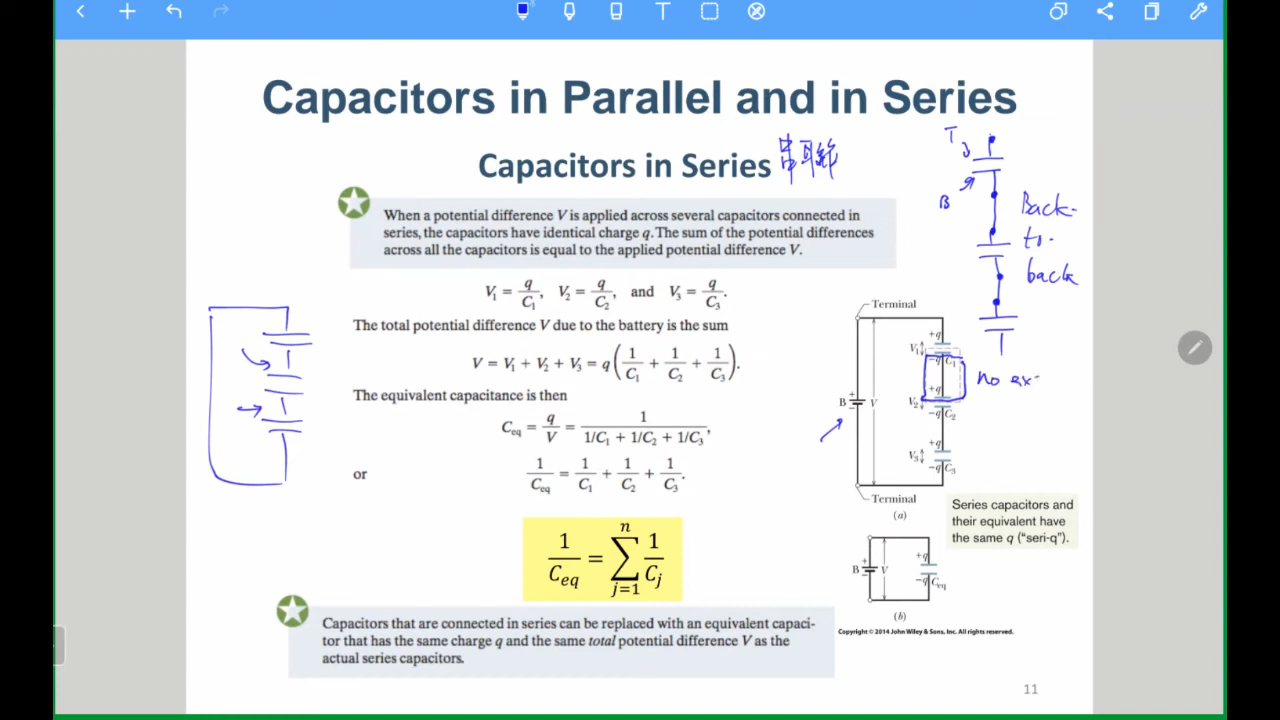 Capacitors in Parallel and in Series
Capacitors in Series 串聯
When a potential difference V is applied across several capacitors connected in
series, the capacitors have identical charge q. The sum of the potential differences
across all the capacitors is equal to the applied potential difference V.
V₁ = q/C₁, V₂ = q/C₂, and V₃ = q/C₃.
The total potential difference V due to the battery is the sum
V = V₁ + V₂ + V₃ = q(1/C₁ + 1/C₂ + 1/C₃).
The equivalent capacitance is then
C_eq = q/V = 1/(1/C₁ + 1/C₂ + 1/C₃),
or 1/C_eq = 1/C₁ + 1/C₂ + 1/C₃.
1/C_eq = ∑_{j=1}^{n} 1/C_j
Capacitors that are connected in series can be replaced with an equivalent capaci-
tor that has the same charge q and the same total potential difference V as the
actual series capacitors.
T
B
Back-
to-
back
Terminal
+q
V₁
−q C₁
no ex-
+q
B + − V
V₂
−q C₂
+q
V₃
−q C₃
Terminal
(a)
Series capacitors and
their equivalent have
the same q ("seri-q").
+q
B + − V
−q C_eq
(b)
Copyright © 2014 John Wiley & Sons, Inc. All rights reserved.
11